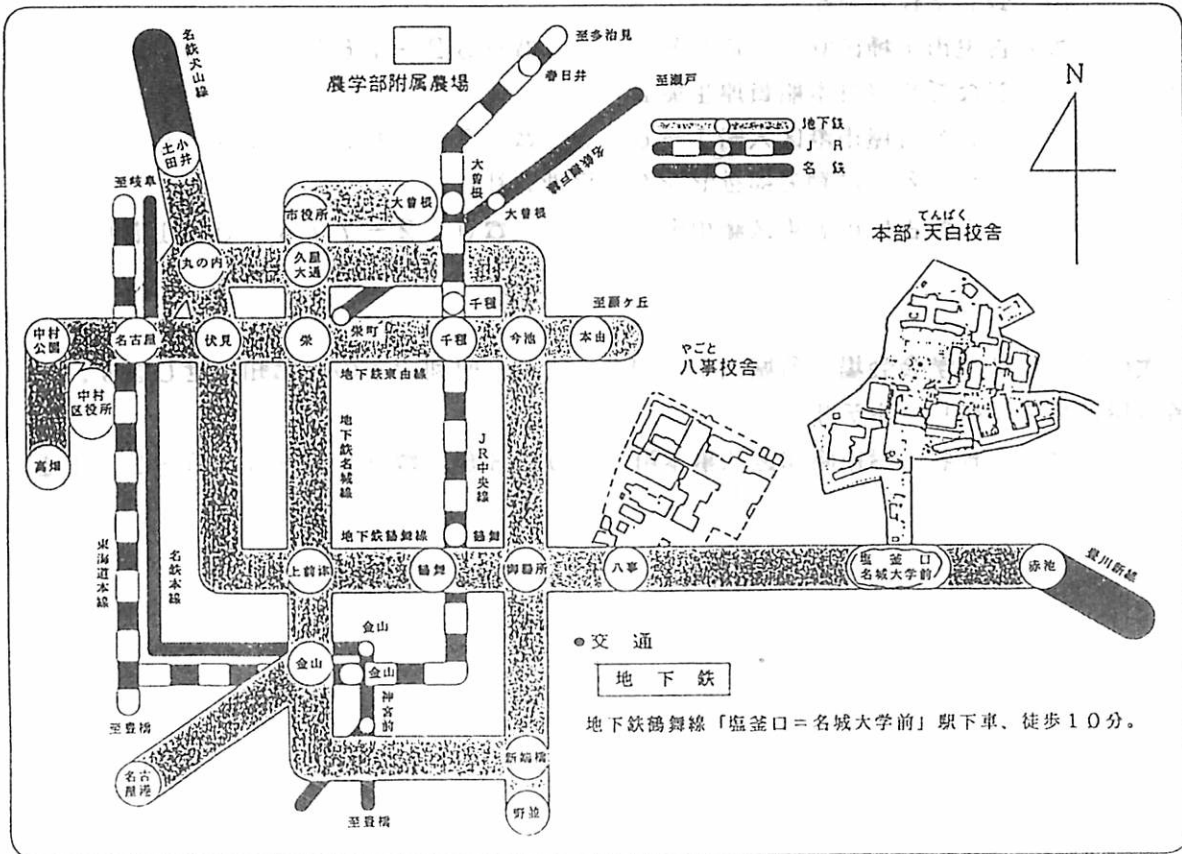 名鉄犬山線
農学部附属農場
至多治見
春日井
至瀬戸
N
地下鉄
JR
名鉄
小田井
土
至岐阜
大曽根
名鉄瀬戸線
大曽根
市役所
大曽根
てんぱく
本部・天白校舎
丸の内
久屋大通
千種
中村公園
名古屋
伏見
栄
栄町
千種
今池
本山
地下鉄東山線
やごと
八事校舎
中村区役所
高畑
地下鉄名城線
JR中央線
東海道本線
名鉄本線
地下鉄鶴舞線
鶴舞
上前津
鶴舞
御器所
八事
塩釜口
名城大学前
赤池
豊川新線
金山
金山
金山
神宮前
●交通
地下鉄
地下鉄鶴舞線「塩釜口=名城大学前」駅下車、徒歩10分。
至豊橋
名古屋港
新瑞橋
野並
至豊橋